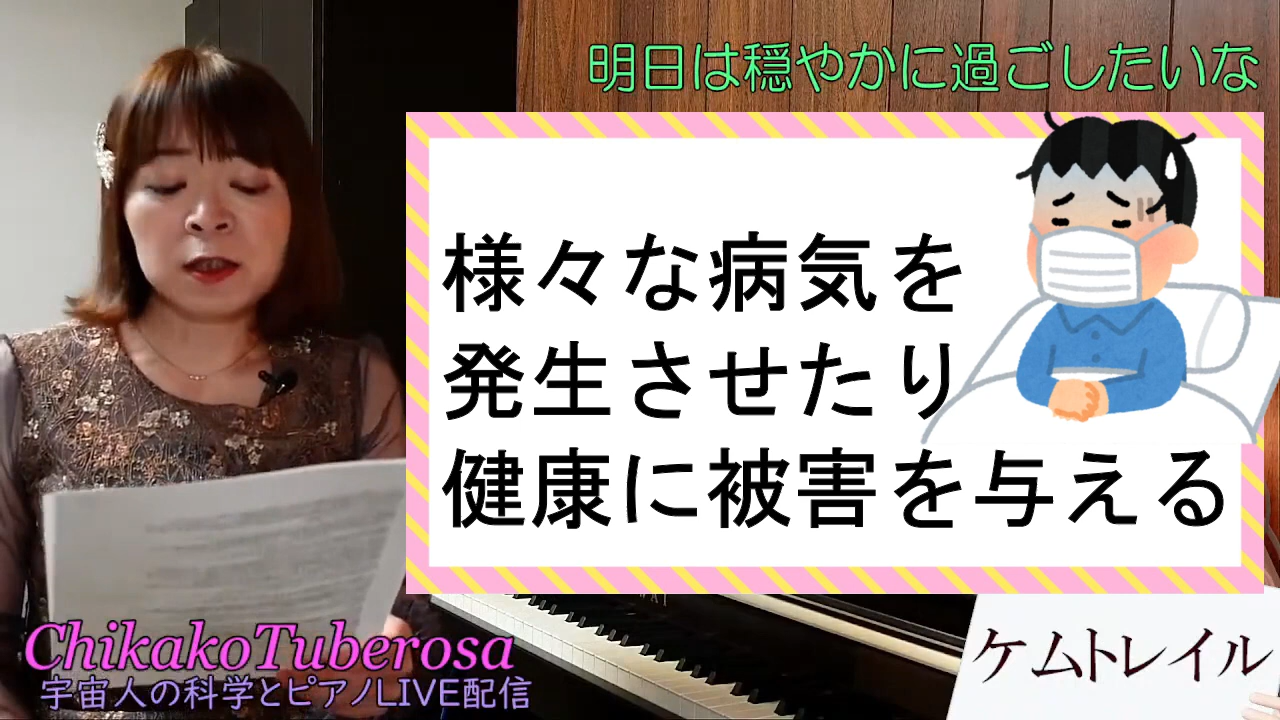 明日は穏やかに過ごしたいな
様々な病気を
発生させたり
健康に被害を与える
ChikakoTuberosa
宇宙人の科学とピアノLIVE配信
ケムトレイル